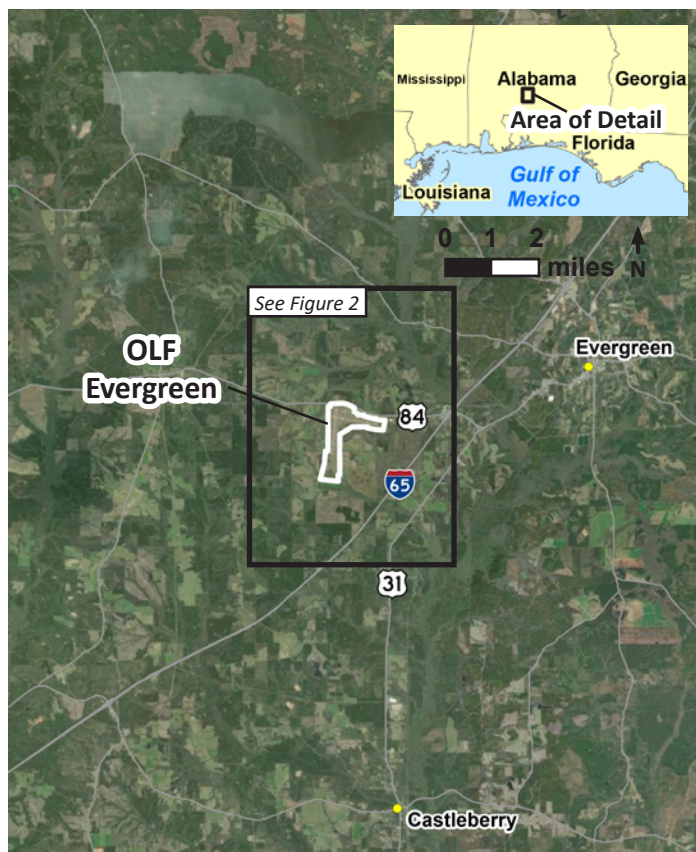 Mississippi
Alabama
Georgia
Area of Detail
Florida
Louisiana
Gulf of
Mexico
0 1 2
miles N
See Figure 2
OLF
Evergreen
Evergreen
84
65
31
Castleberry